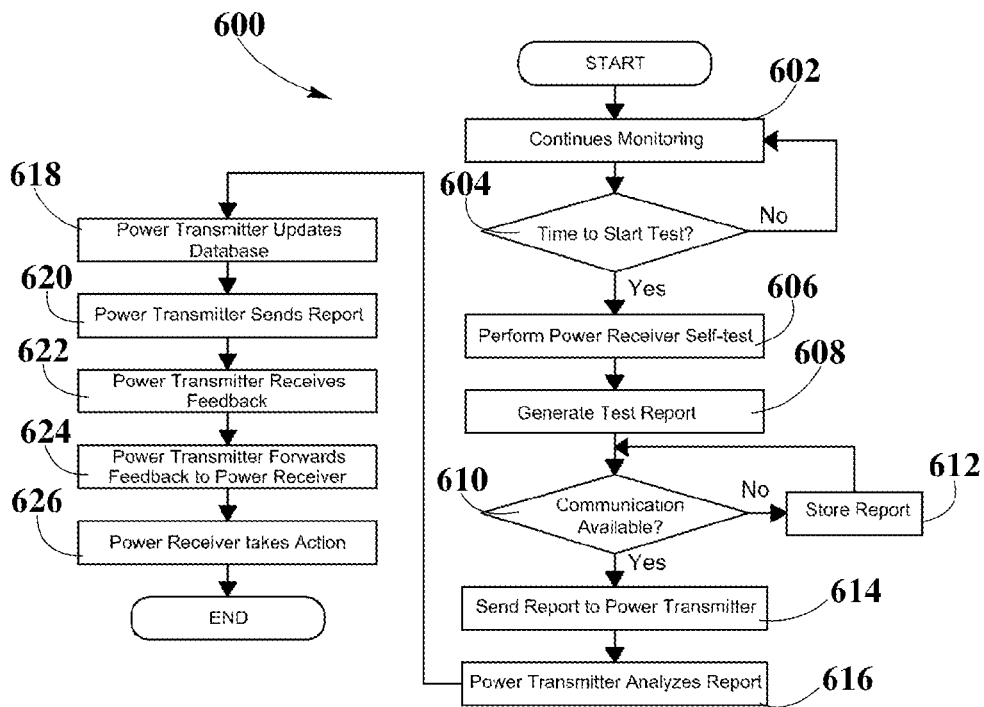 600
START
602
Continues Monitoring
604
Time to Start Test?
No
Yes
606
Perform Power Receiver Self-test
608
Generate Test Report
610
Communication
Available?
No
612
Store Report
Yes
614
Send Report to Power Transmitter
616
Power Transmitter Analyzes Report
618
Power Transmitter Updates
Database
620
Power Transmitter Sends Report
622
Power Transmitter Receives
Feedback
624
Power Transmitter Forwards
Feedback to Power Receiver
626
Power Receiver takes Action
END